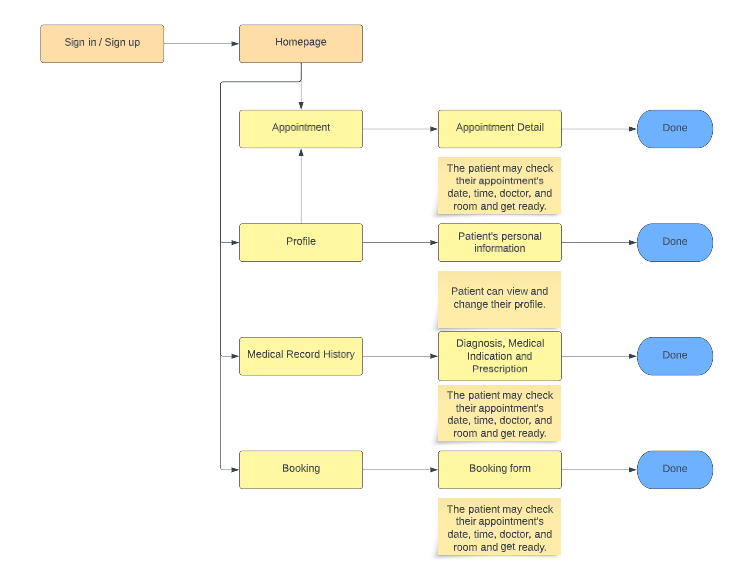 Sign in / Sign up
Homepage
Appointment
Appointment Detail
Done
The patient may check
their appointment's
date, time, doctor, and
room and get ready.
Profile
Patient's personal
information
Done
Patient can view and
change their profile.
Medical Record History
Diagnosis, Medical
Indication and
Prescription
Done
The patient may check
their appointment's
date, time, doctor, and
room and get ready.
Booking
Booking form
Done
The patient may check
their appointment's
date, time, doctor, and
room and get ready.